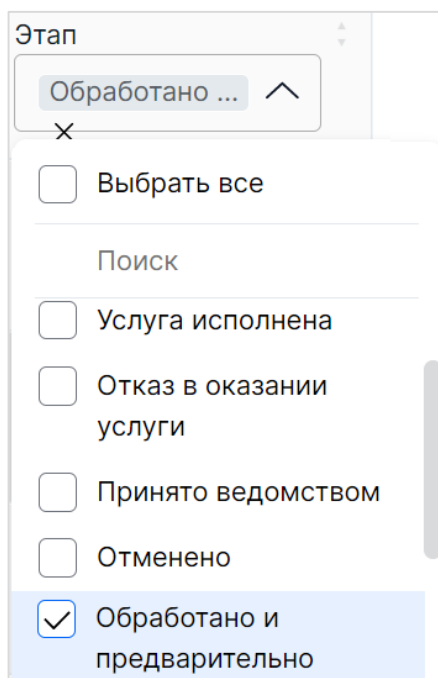 Этап
Обработано ...
Выбрать все
Поиск
Услуга исполнена
Отказ в оказании
услуги
Принято ведомством
Отменено
Обработано и
предварительно